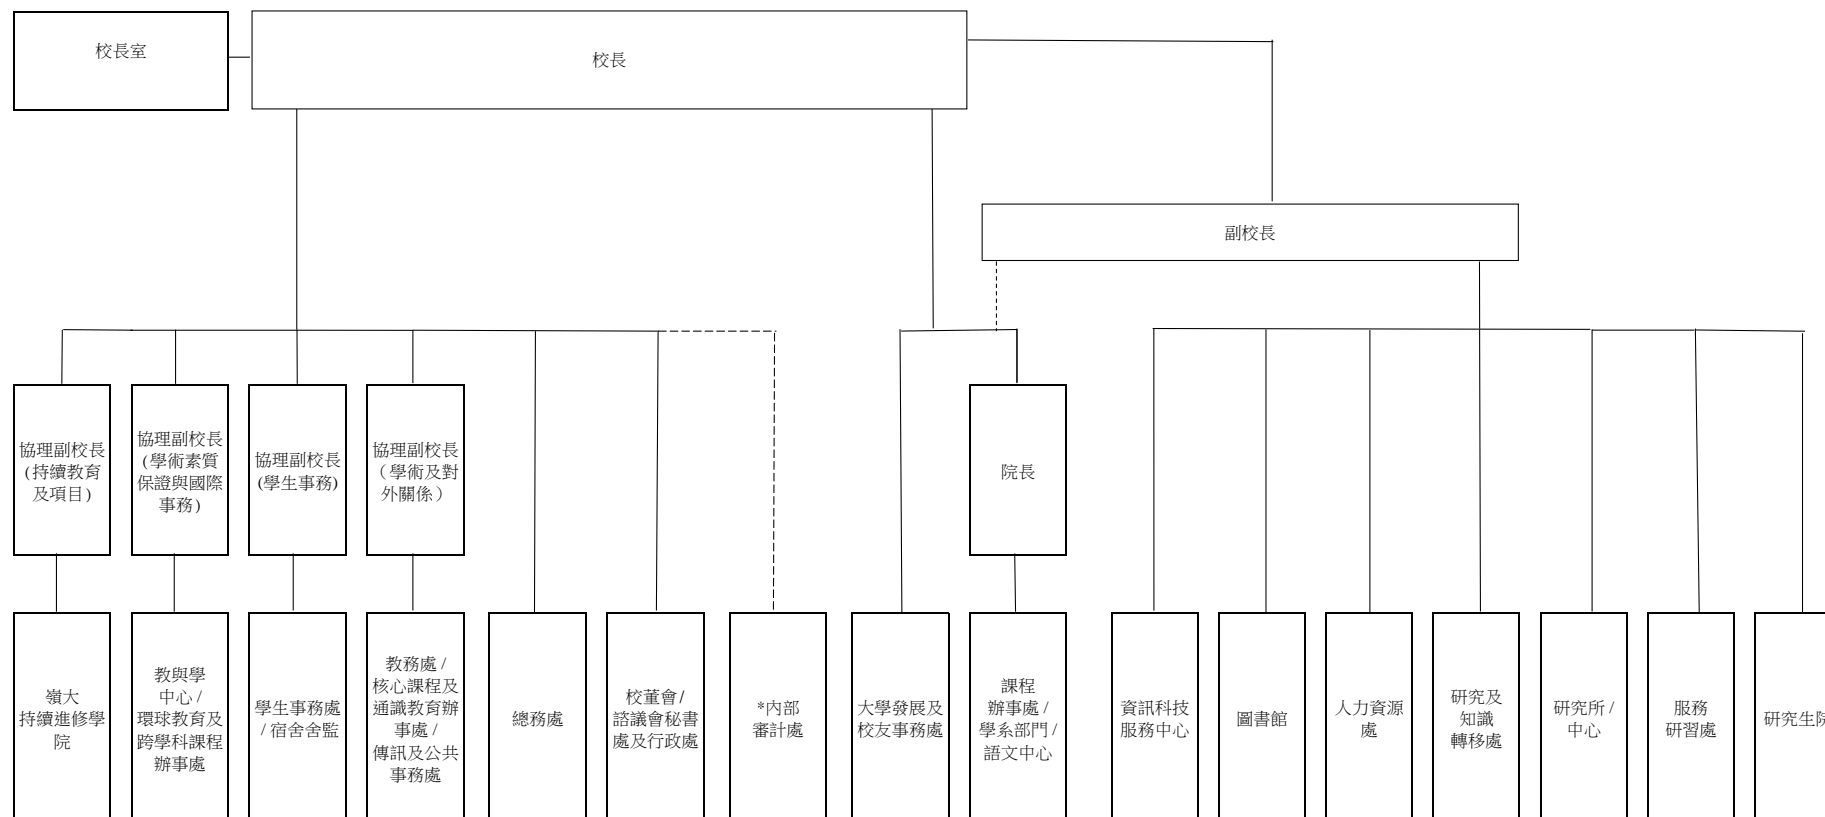 校長室
校長
副校長
協理副校長
(持續教育
及項目)
協理副校長
(學術素質
保證與國際
事務)
協理副校長
(學生事務)
協理副校長
（學術及對
外關係）
院長
嶺大
持續進修學
院
教與學
中心 /
環球教育及
跨學科課程
辦事處
學生事務處
/ 宿舍舍監
教務處 /
核心課程及
通識教育辦
事處 /
傳訊及公共
事務處
總務處
校董會/
諮議會秘書
處及行政處
*內部
審計處
大學發展及
校友事務處
課程
辦事處 /
學系部門 /
語文中心
資訊科技
服務中心
圖書館
人力資源
處
研究及
知識
轉移處
研究所 /
中心
服務
研習處
研究生院